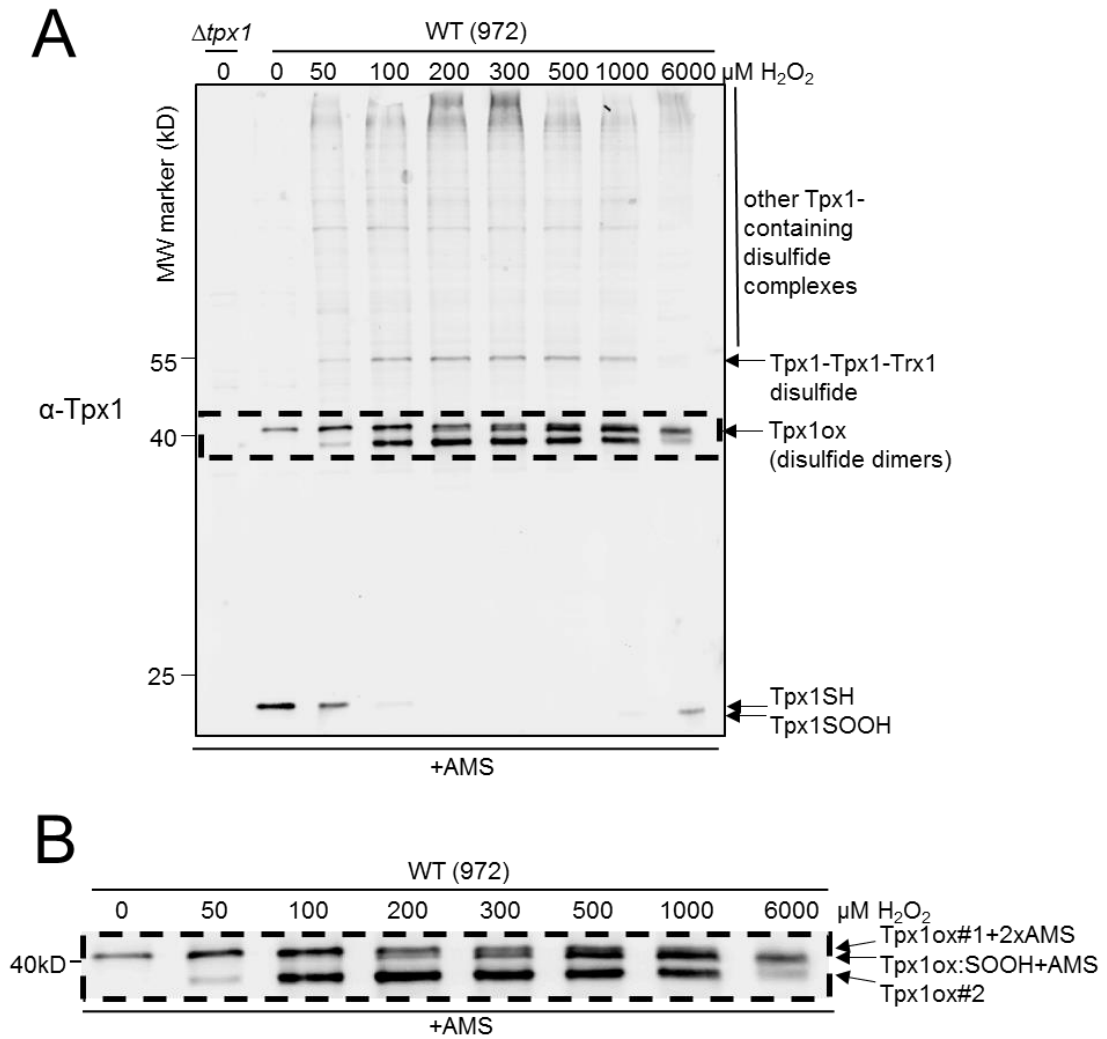 A
Δtpx1
WT (972)
0 0 50 100 200 300 500 1000 6000 μM H₂O₂
MW marker (kD)
other Tpx1-
containing
disulfide
complexes
55
Tpx1-Tpx1-Trx1
disulfide
α-Tpx1
40
Tpx1ox
(disulfide dimers)
25
Tpx1SH
Tpx1SOOH
+AMS
B
WT (972)
0 50 100 200 300 500 1000 6000 μM H₂O₂
Tpx1ox#1+2xAMS
40kD
Tpx1ox:SOOH+AMS
Tpx1ox#2
+AMS